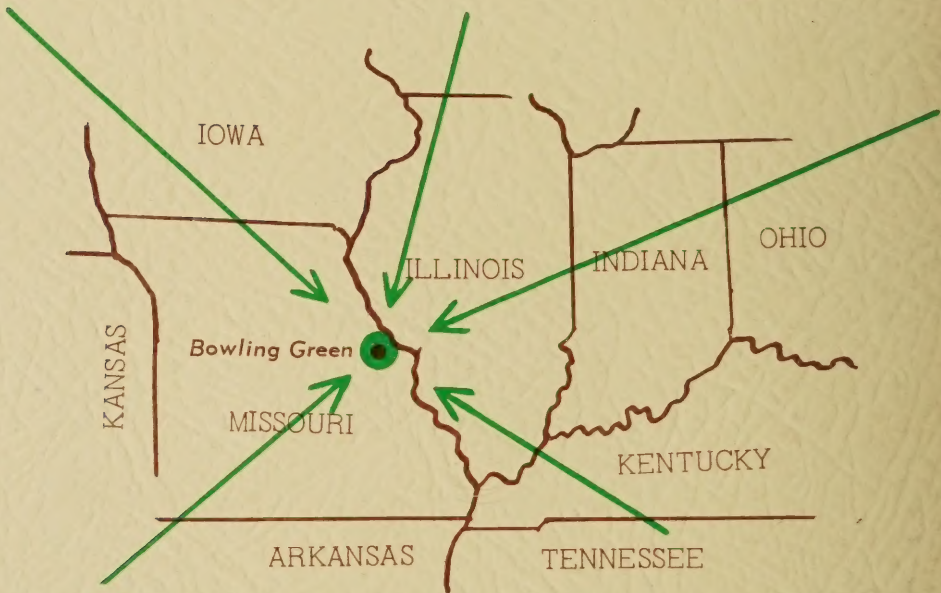 IOWA
ILLINOIS
INDIANA
OHIO
KANSAS
Bowling Green
MISSOURI
KENTUCKY
ARKANSAS
TENNESSEE